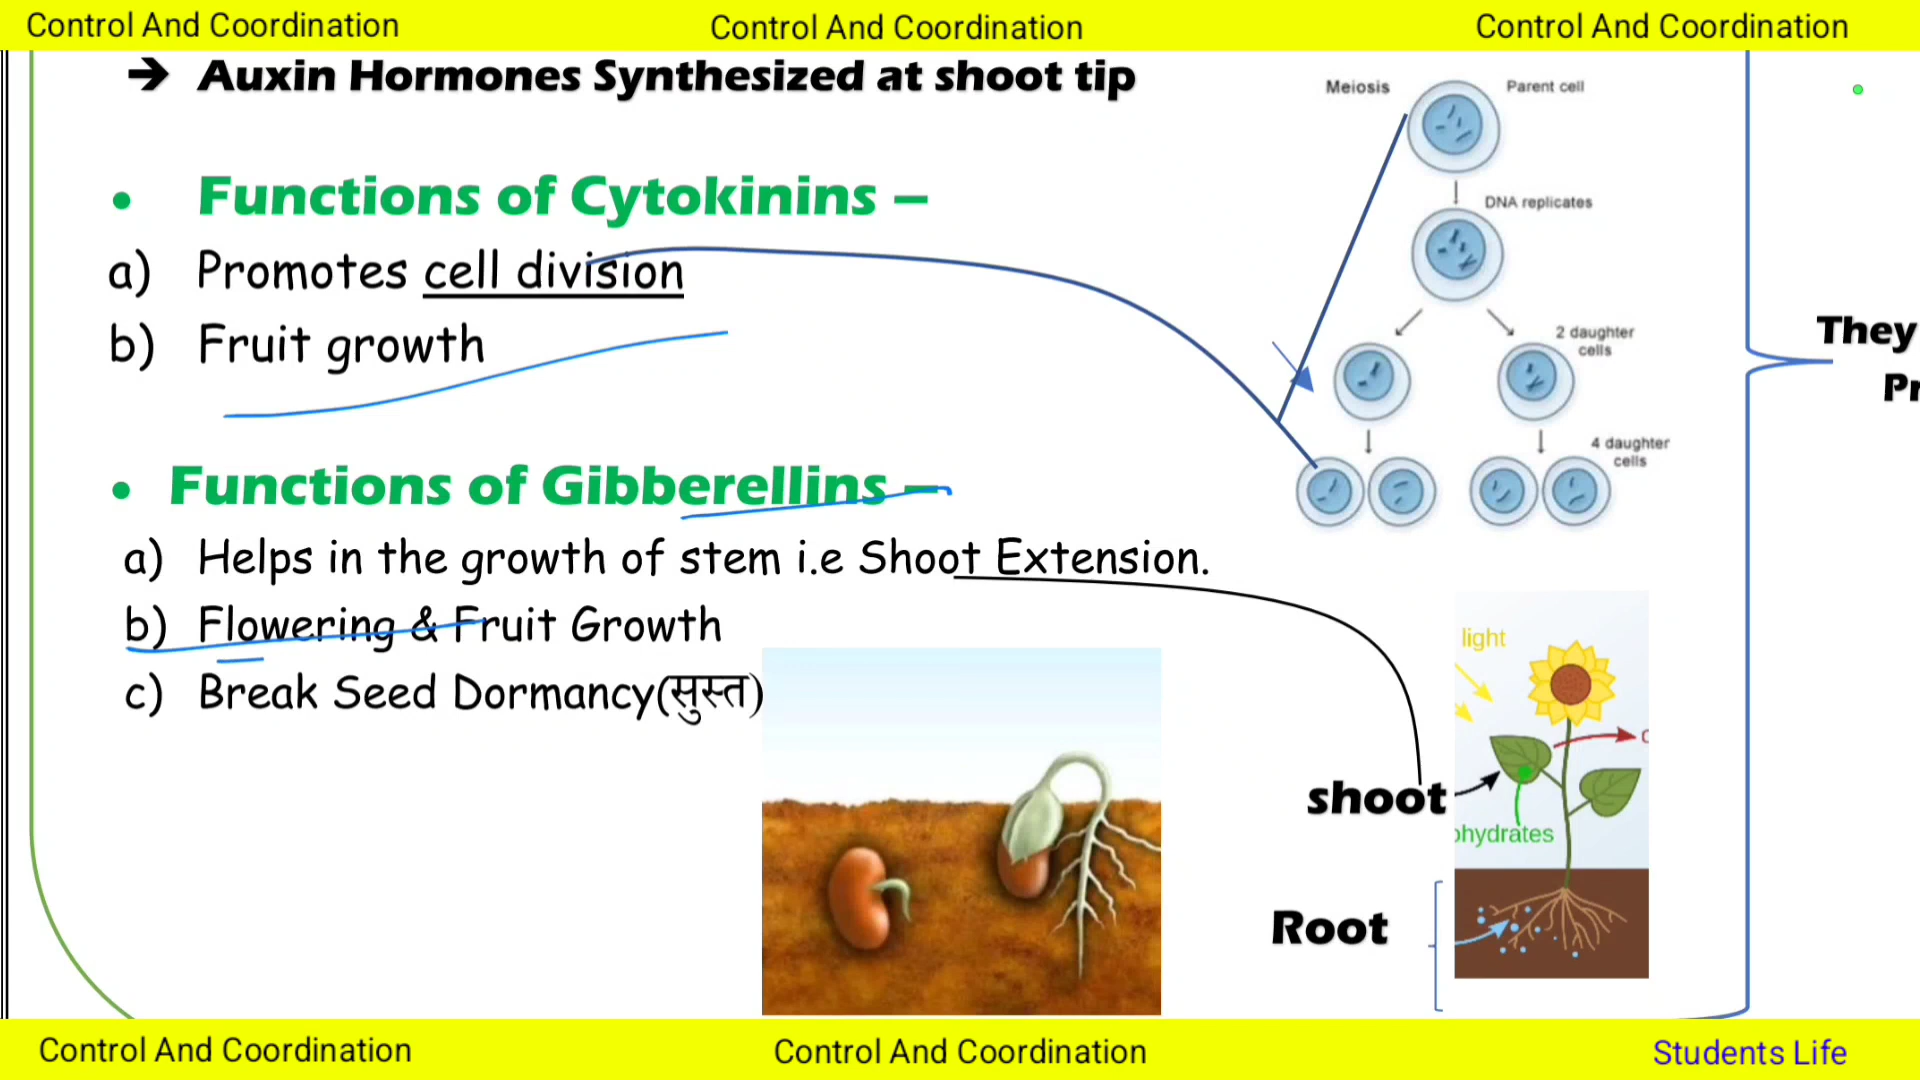 Control And Coordination
Control And Coordination
Control And Coordination
➔ Auxin Hormones Synthesized at shoot tip
• Functions of Cytokinins –
a) Promotes cell division
b) Fruit growth
• Functions of Gibberellins –
a) Helps in the growth of stem i.e Shoot Extension.
b) Flowering & Fruit Growth
c) Break Seed Dormancy(सुस्त)
Meiosis
Parent cell
DNA replicates
2 daughter
cells
4 daughter
cells
They
Pr
light
shoot
ohydrates
Root
Control And Coordination
Control And Coordination
Students Life